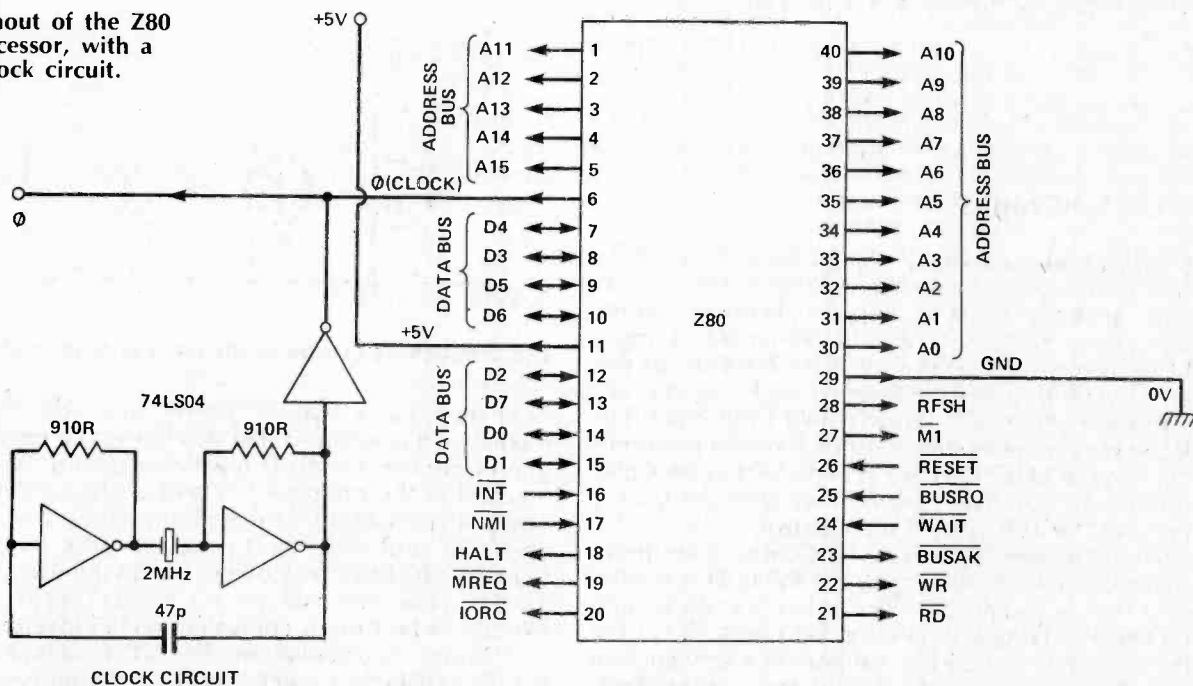 nout of the Z80
cessor, with a
ock circuit.
+5V
ADDRESS BUS
A11 1
A12 2
A13 3
A14 4
A15 5
Ø
Ø(CLOCK) 6
DATA BUS
D4 7
D3 8
D5 9
D6 10
+5V 11
DATA BUS
D2 12
D7 13
D0 14
D1 15
INT 16
NMI 17
HALT 18
MREQ 19
IORQ 20
Z80
40 A10
39 A9
38 A8
37 A7
36 A6
35 A5
34 A4
33 A3
32 A2
31 A1
30 A0
ADDRESS BUS
29 GND
0V
28 RFSH
27 M1
26 RESET
25 BUSRQ
24 WAIT
23 BUSAK
22 WR
21 RD
74LS04
910R
910R
2MHz
47p
CLOCK CIRCUIT